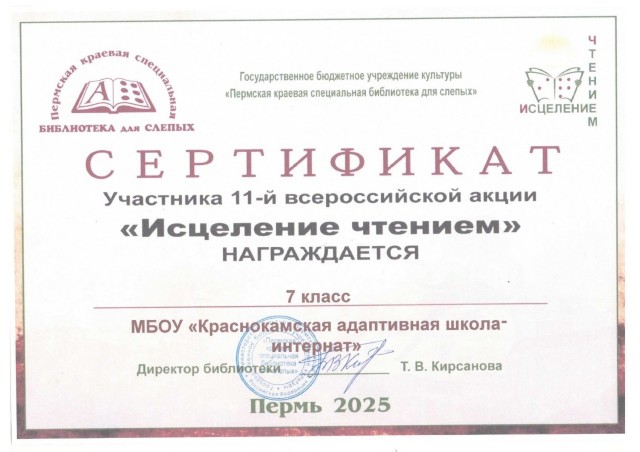 Пермская краевая специальная
А
БИБЛИОТЕКА для СЛЕПЫХ
Государственное бюджетное учреждение культуры
«Пермская краевая специальная библиотека для слепых»
ЧТЕНИЕМ
ИСЦЕЛЕНИЕ
СЕРТИФИКАТ
Участника 11-й всероссийской акции
«Исцеление чтением»
НАГРАЖДАЕТСЯ
7 класс
МБОУ «Краснокамская адаптивная школа-
интернат»
Директор библиотеки Т. В. Кирсанова
Пермь 2025